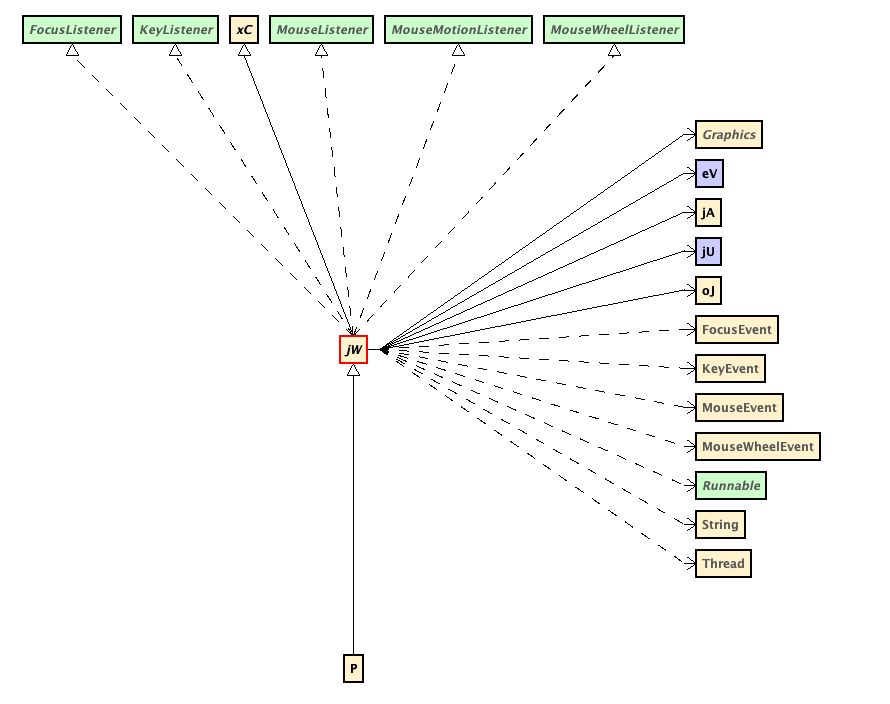 FocusListener
KeyListener
xC
MouseListener
MouseMotionListener
MouseWheelListener
Graphics
eV
jA
jU
oJ
FocusEvent
jW
KeyEvent
MouseEvent
MouseWheelEvent
Runnable
String
Thread
P